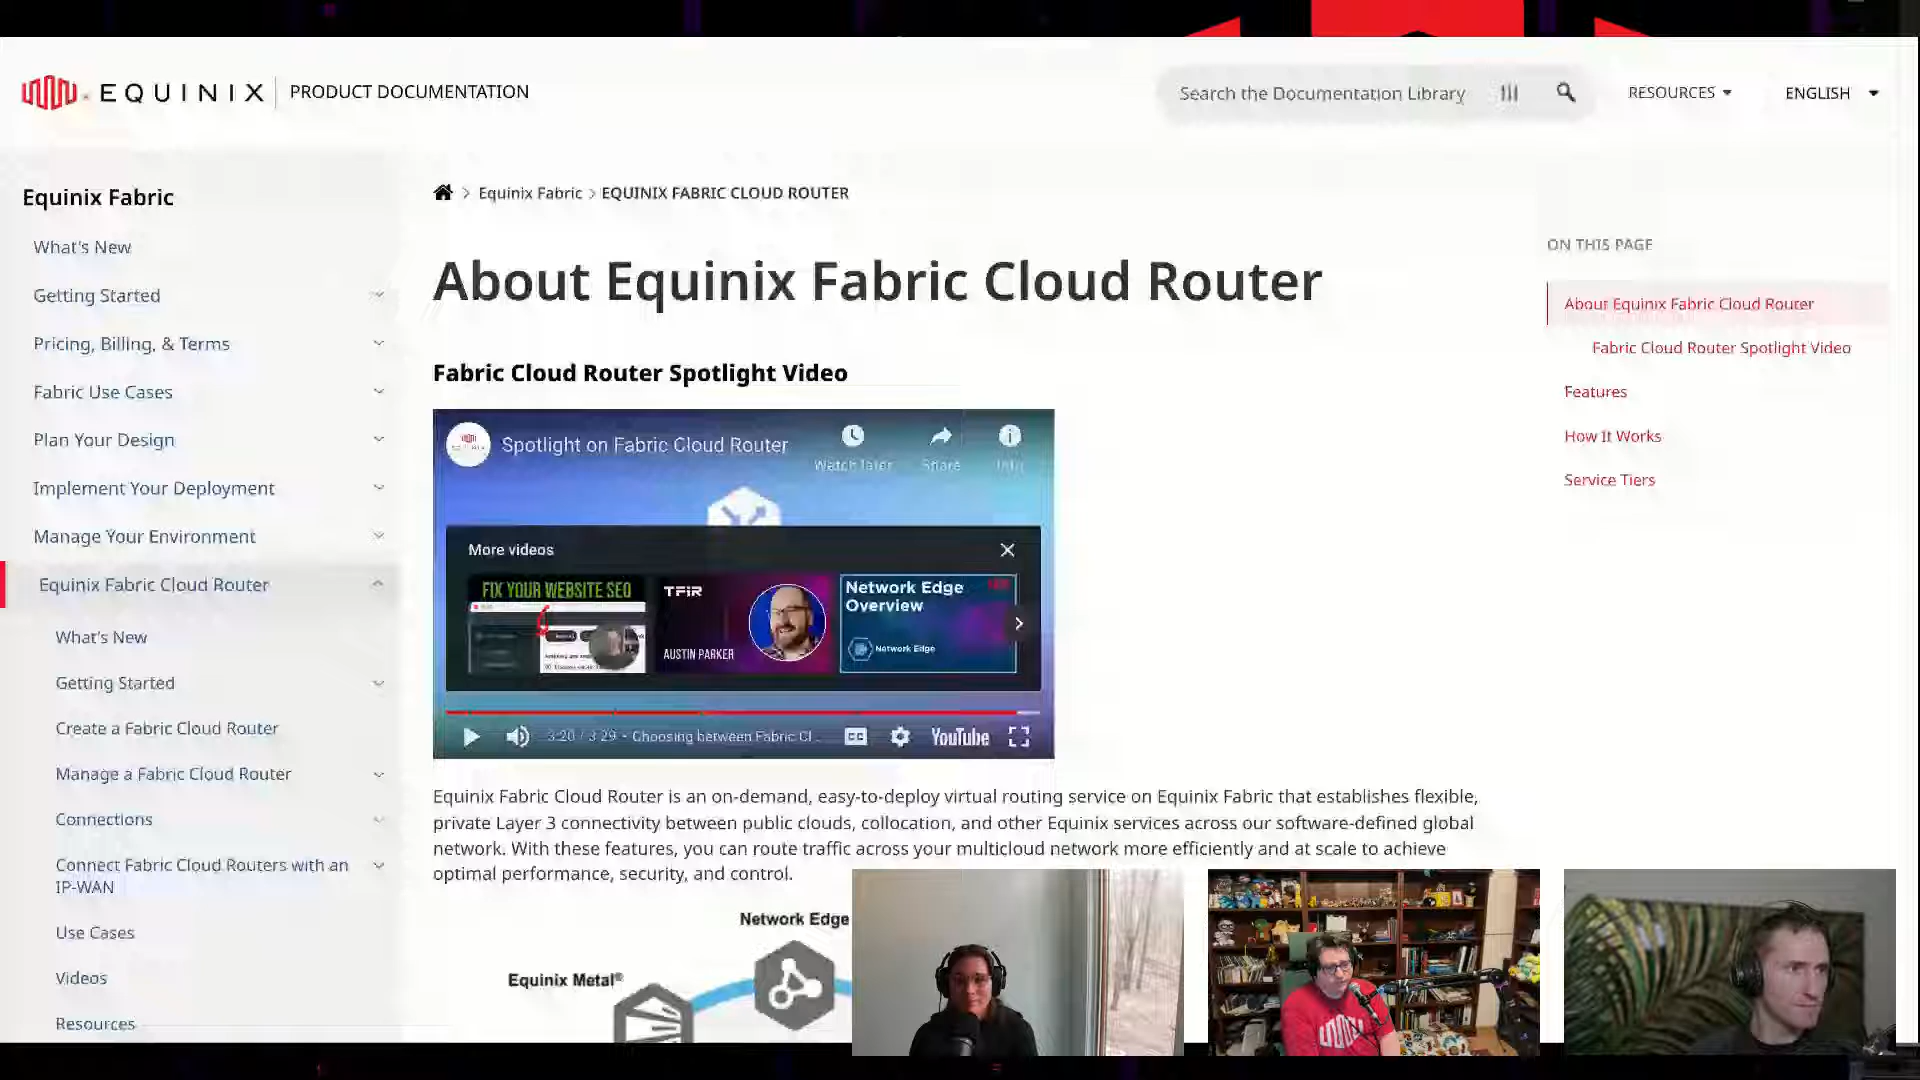 EQUINIX
PRODUCT DOCUMENTATION
Search the Documentation Library
RESOURCES
ENGLISH
Equinix Fabric
What's New
Getting Started
Pricing, Billing, & Terms
Fabric Use Cases
Plan Your Design
Implement Your Deployment
Manage Your Environment
Equinix Fabric Cloud Router
What's New
Getting Started
Create a Fabric Cloud Router
Manage a Fabric Cloud Router
Connections
Connect Fabric Cloud Routers with an
IP-WAN
Use Cases
Videos
Resources
Equinix Fabric > EQUINIX FABRIC CLOUD ROUTER
About Equinix Fabric Cloud Router
Fabric Cloud Router Spotlight Video
Spotlight on Fabric Cloud Router
Watch later
Share
Info
More videos
FIX YOUR WEBSITE SEO
TFiR
AUSTIN PARKER
Network Edge
Overview
Network Edge
3:20 / 3:29 • Choosing between Fabric Cl...
CC
YouTube
Equinix Fabric Cloud Router is an on-demand, easy-to-deploy virtual routing service on Equinix Fabric that establishes flexible,
private Layer 3 connectivity between public clouds, collocation, and other Equinix services across our software-defined global
network. With these features, you can route traffic across your multicloud network more efficiently and at scale to achieve
optimal performance, security, and control.
Network Edge
Equinix Metal®
ON THIS PAGE
About Equinix Fabric Cloud Router
Fabric Cloud Router Spotlight Video
Features
How It Works
Service Tiers